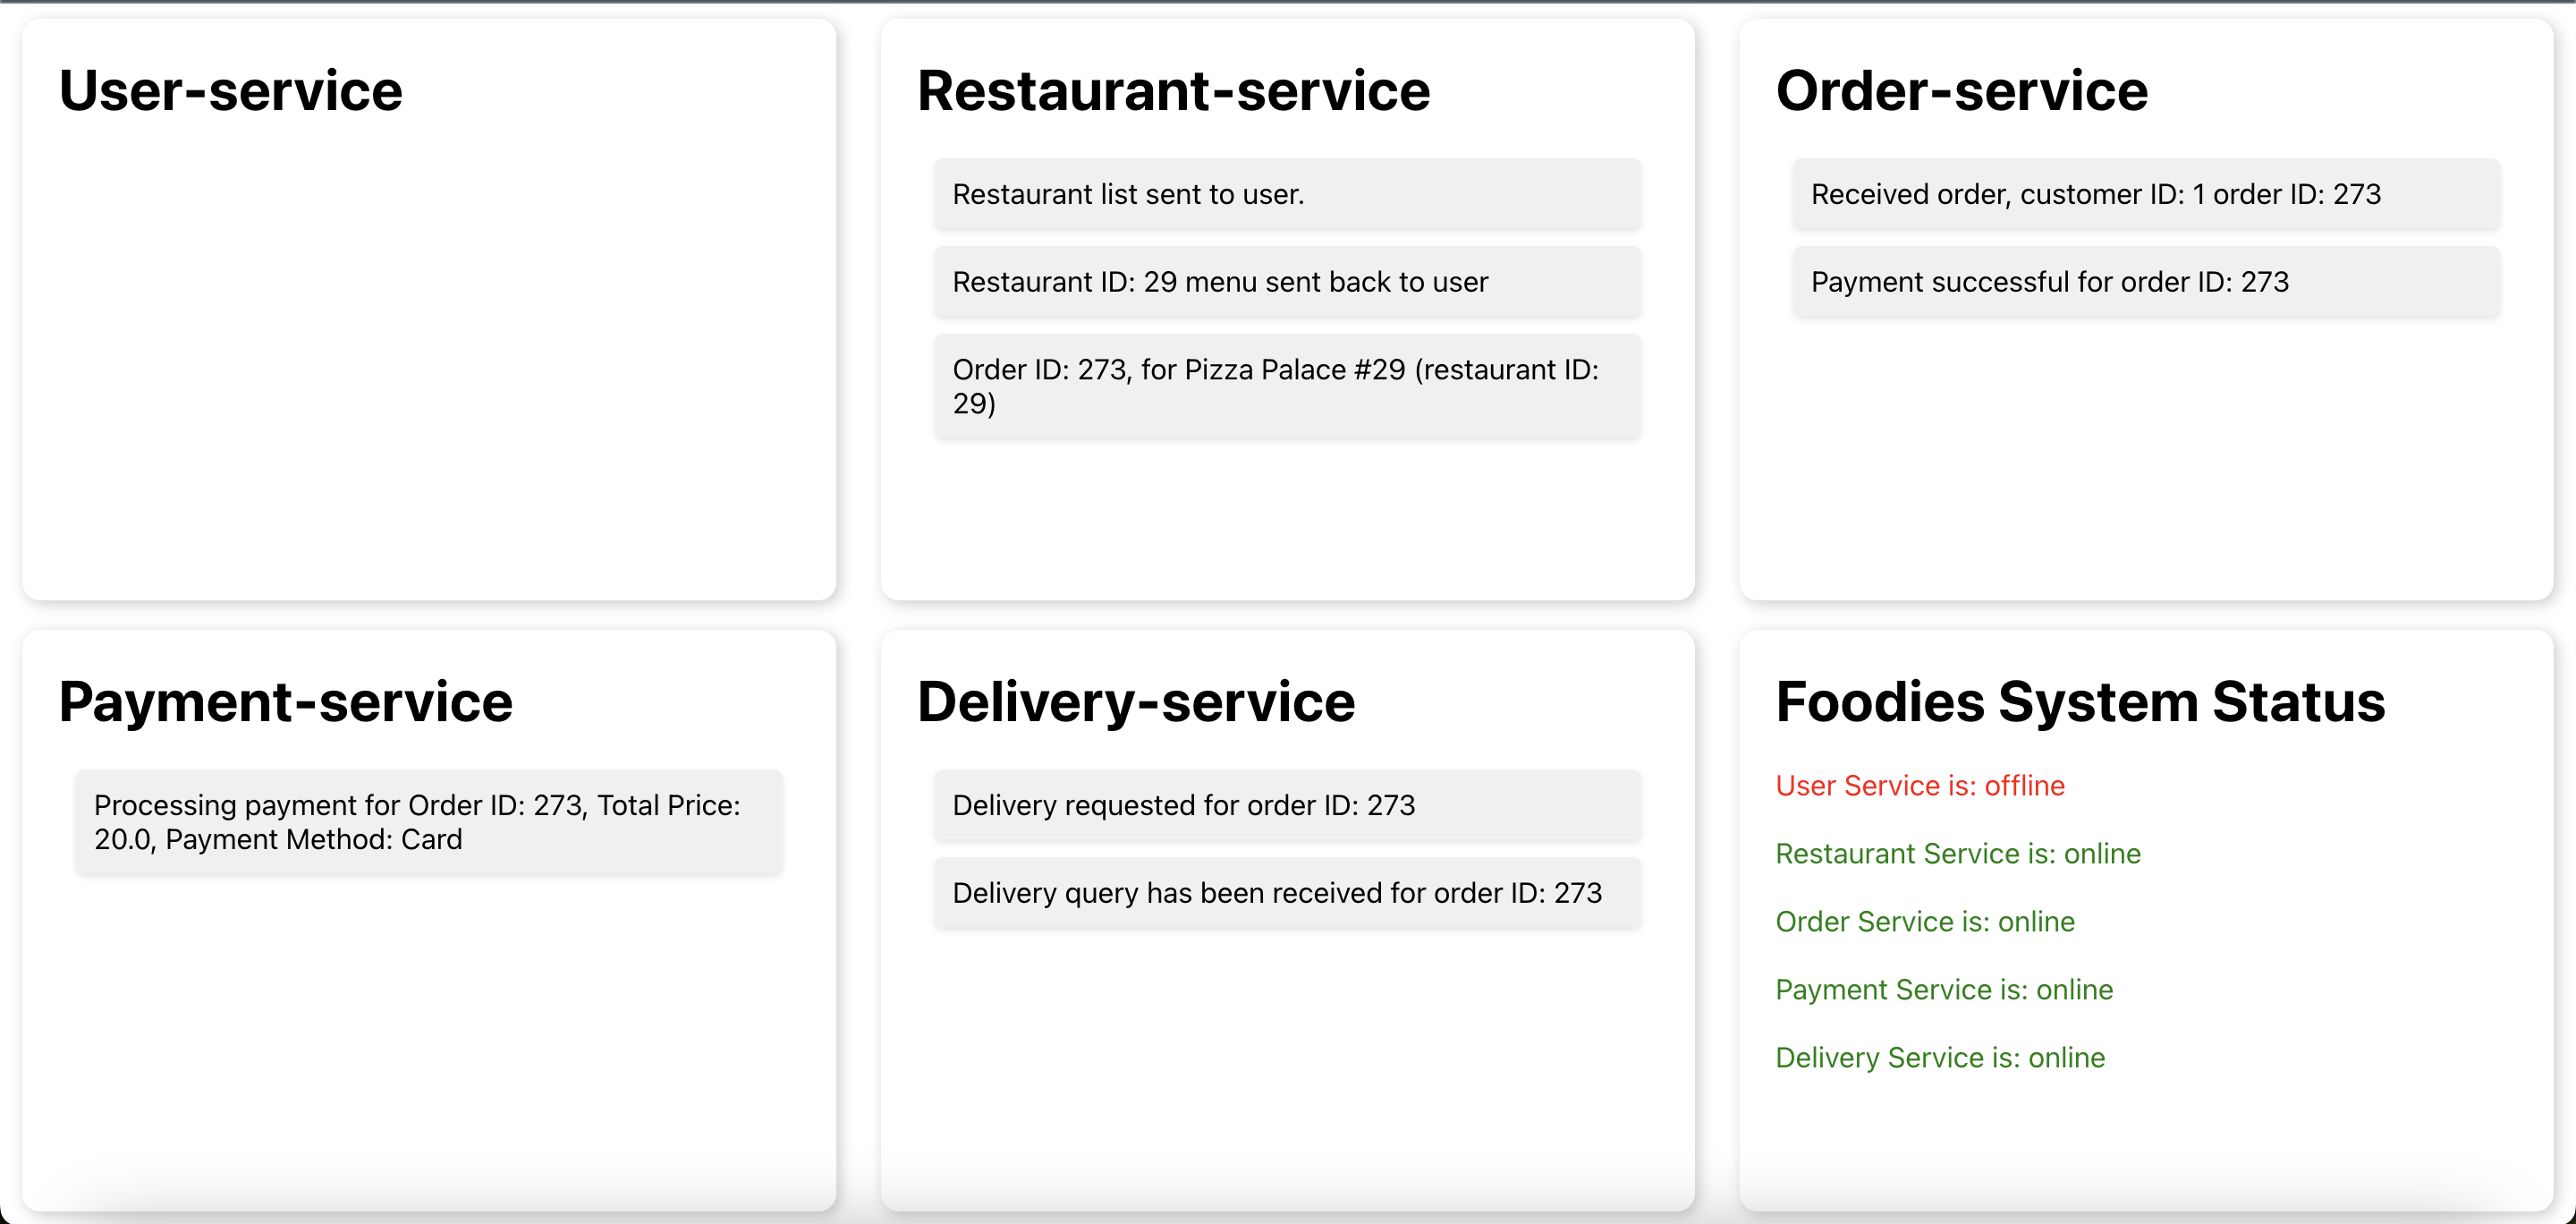 User-service
Restaurant-service
Restaurant list sent to user.
Restaurant ID: 29 menu sent back to user
Order ID: 273, for Pizza Palace #29 (restaurant ID:
29)
Order-service
Received order, customer ID: 1 order ID: 273
Payment successful for order ID: 273
Payment-service
Processing payment for Order ID: 273, Total Price:
20.0, Payment Method: Card
Delivery-service
Delivery requested for order ID: 273
Delivery query has been received for order ID: 273
Foodies System Status
User Service is: offline
Restaurant Service is: online
Order Service is: online
Payment Service is: online
Delivery Service is: online